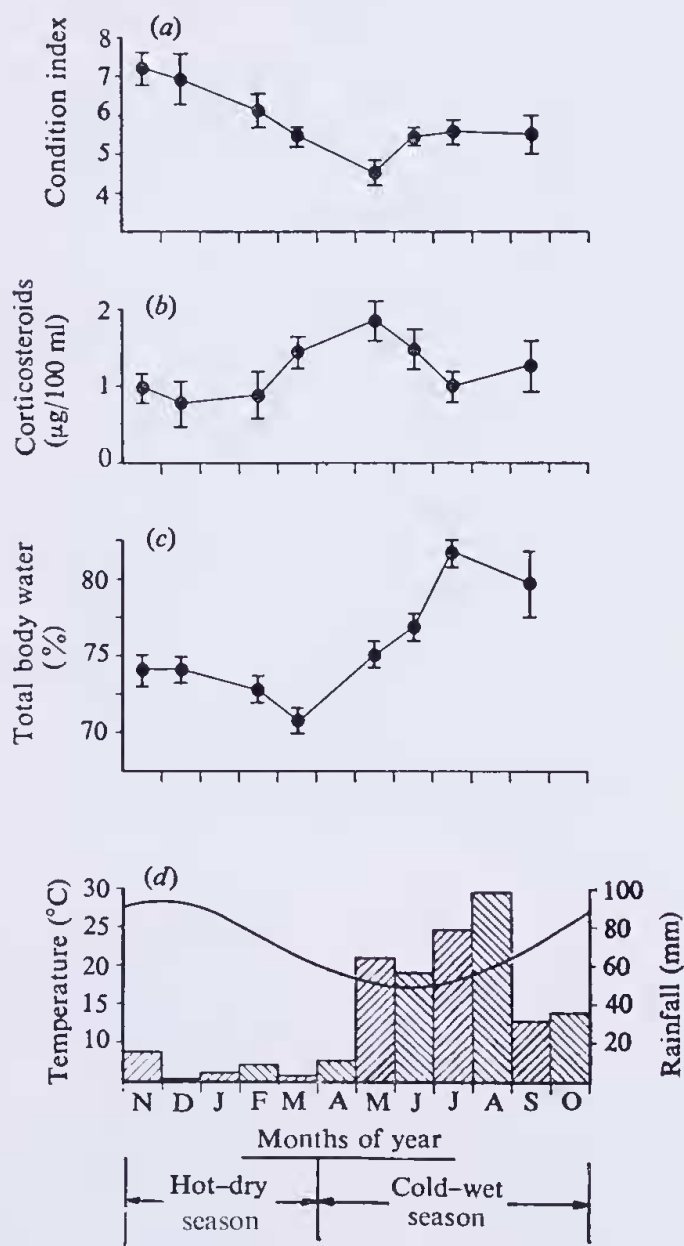 (a)
Condition index
8
7
6
5
4
(b)
Corticosteroids
(μg/100 ml)
2
1
0
(c)
Total body water
(%)
80
75
70
(d)
Temperature (°C)
30
25
20
15
10
100
80
60
40
20
Rainfall (mm)
N D J F M A M J J A S O
Months of year
Hot–dry
season
Cold–wet
season